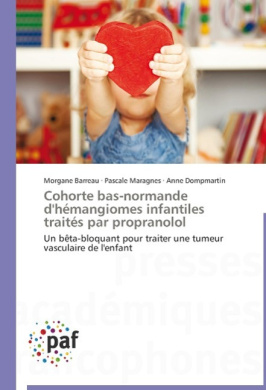 Morgane Barreau · Pascale Maragnes · Anne Dompmartin
Cohorte bas-normande
d'hémangiomes infantiles
traités par propranolol
Un bêta-bloquant pour traiter une tumeur
vasculaire de l'enfant
presses
académiques
francophones
paf